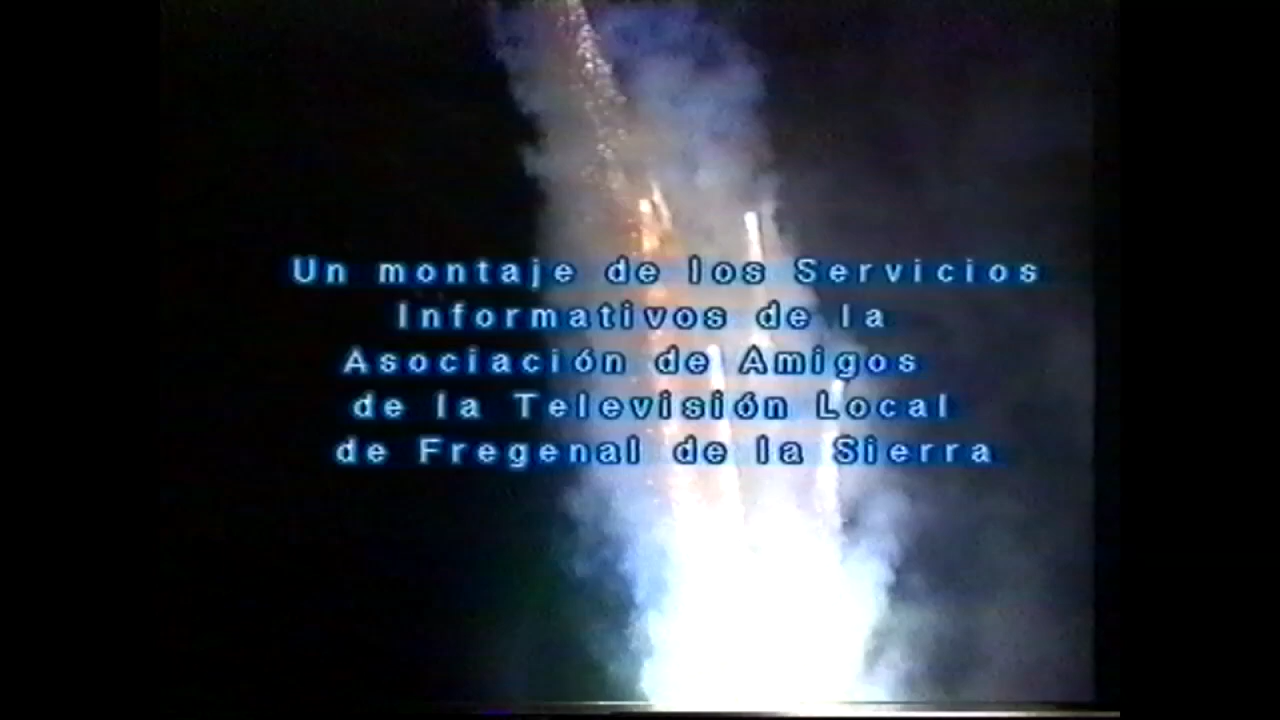 Un montaje de los Servicios
Informativos de la
Asociación de Amigos
de la Televisión Local
de Fregenal de la Sierra